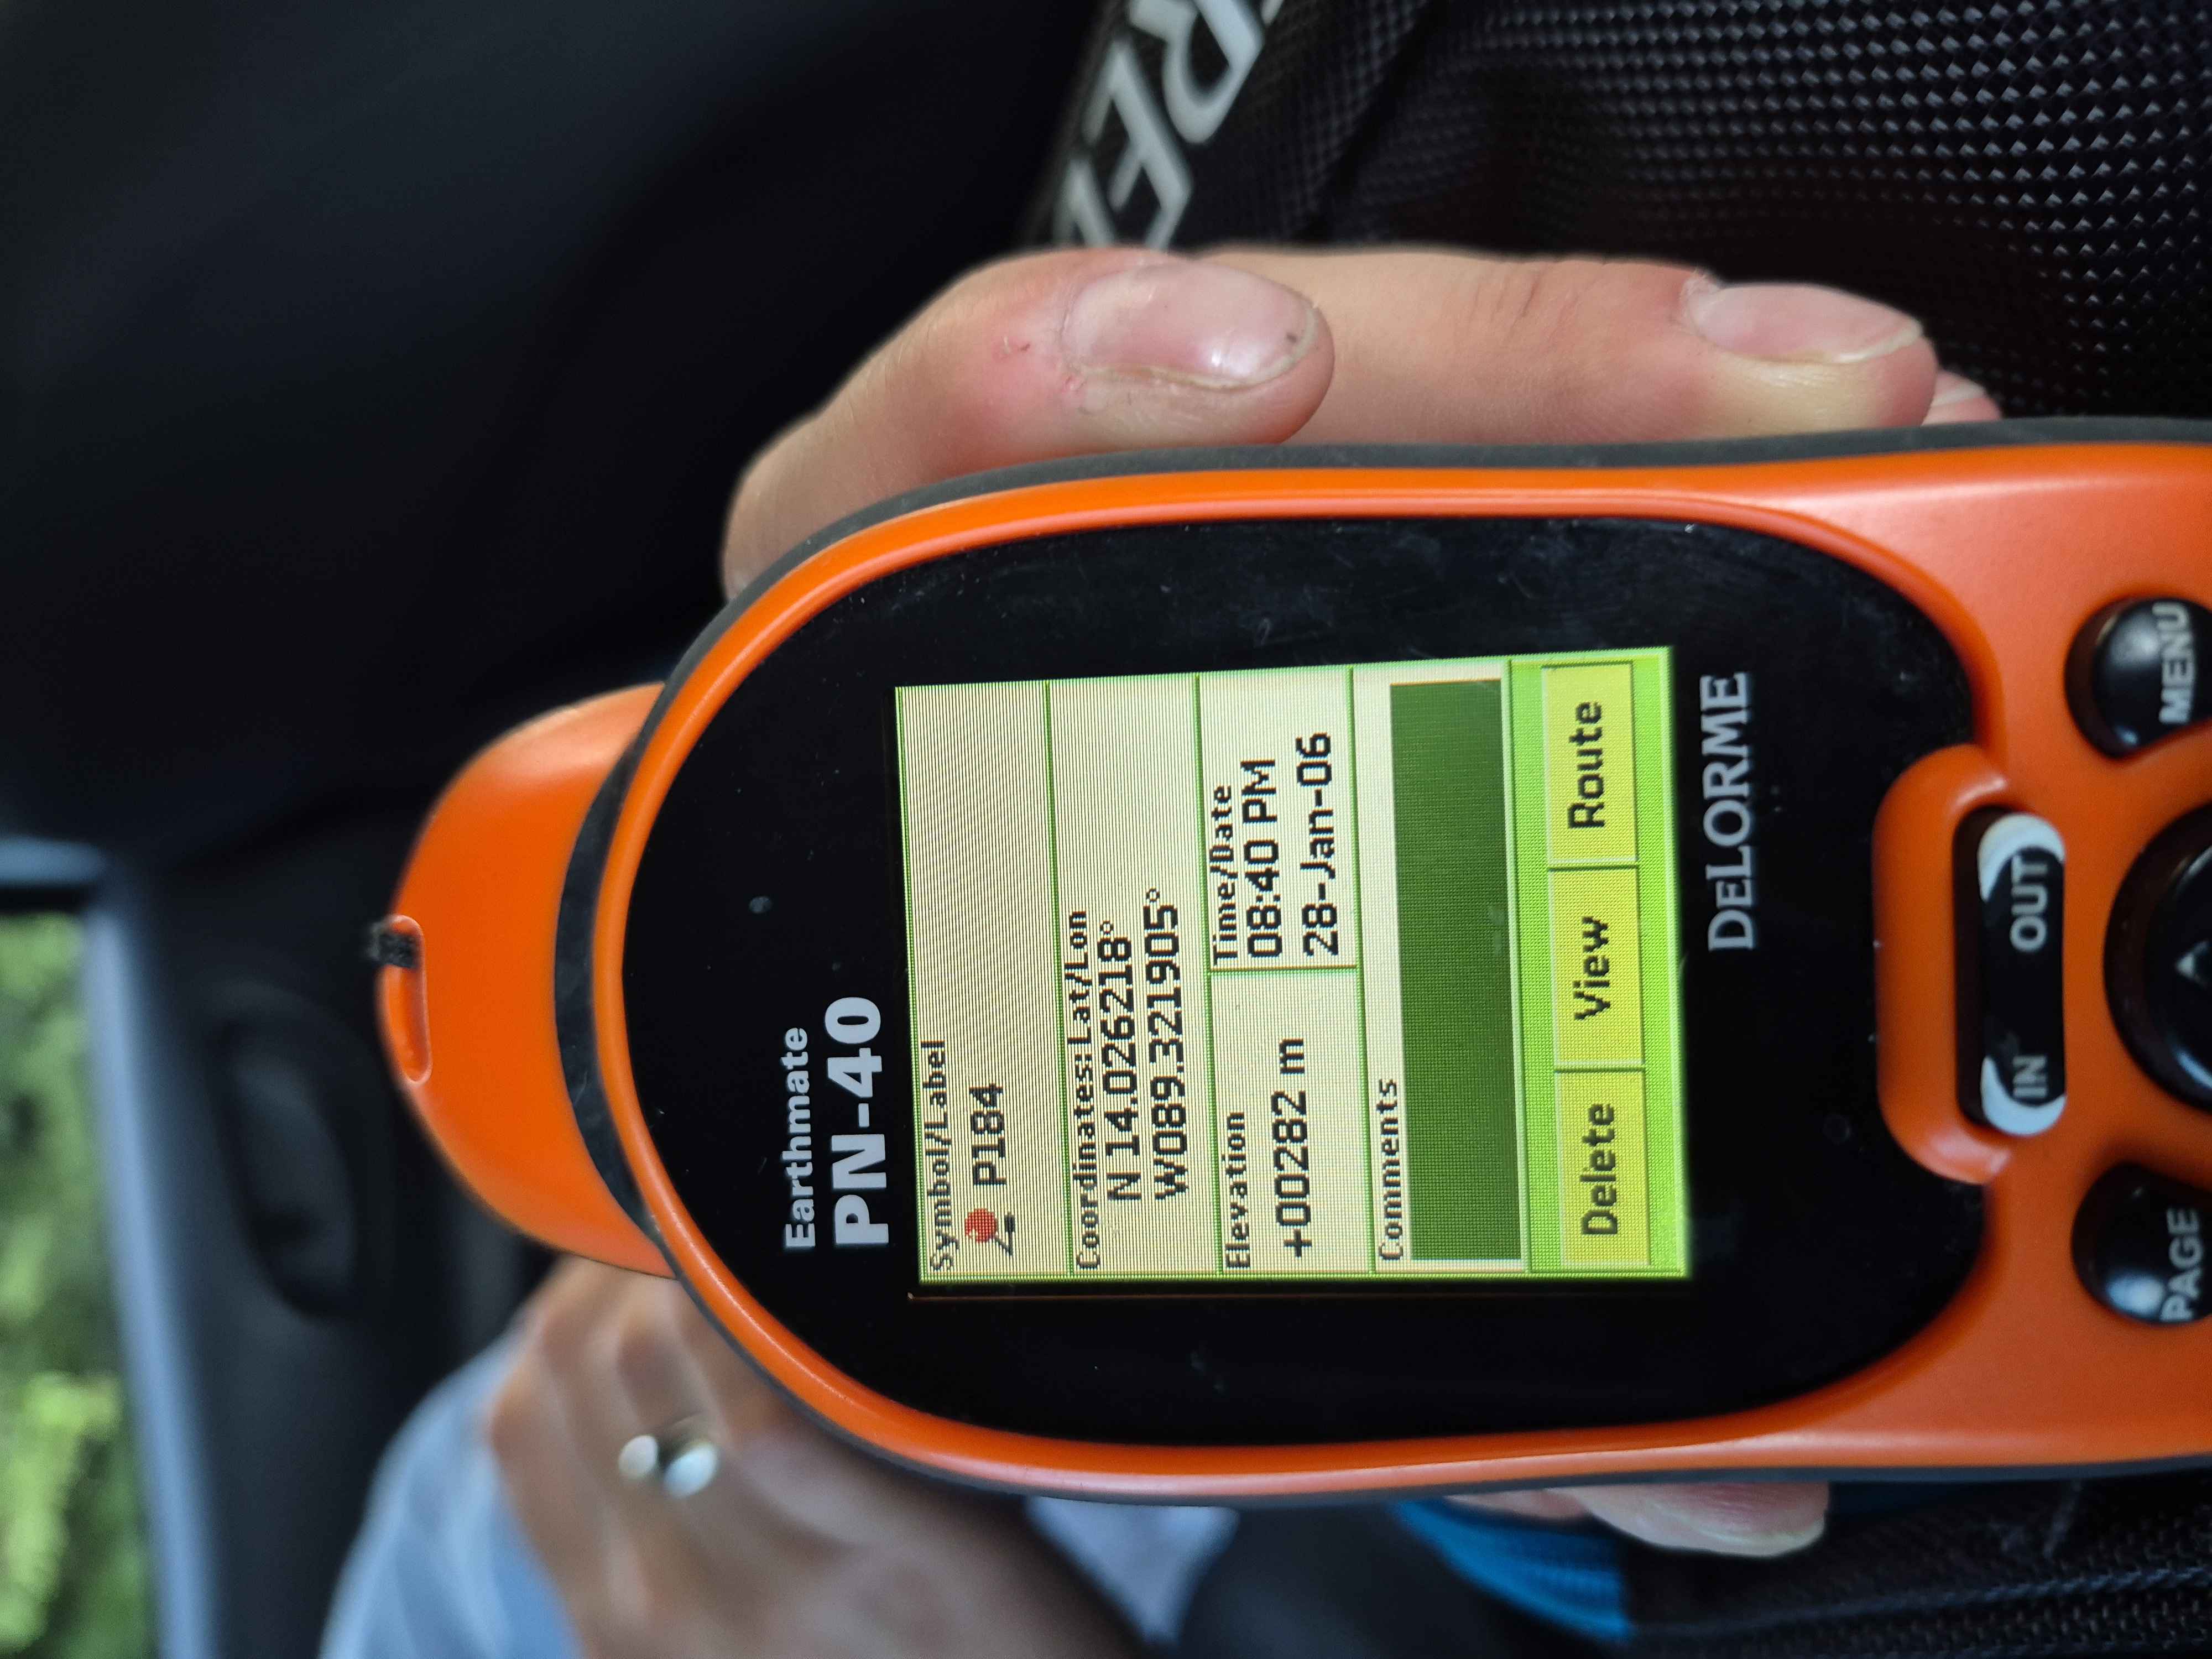 Earthmate
PN-40
Symbol/Label
P184
Coordinates:Lat/Lon
N 14.026218°
W089.321905°
Elevation
+00282 m
Time/Date
08:40 PM
28-Jan-06
Comments
Delete View Route
DELORME
PAGE IN OUT MENU